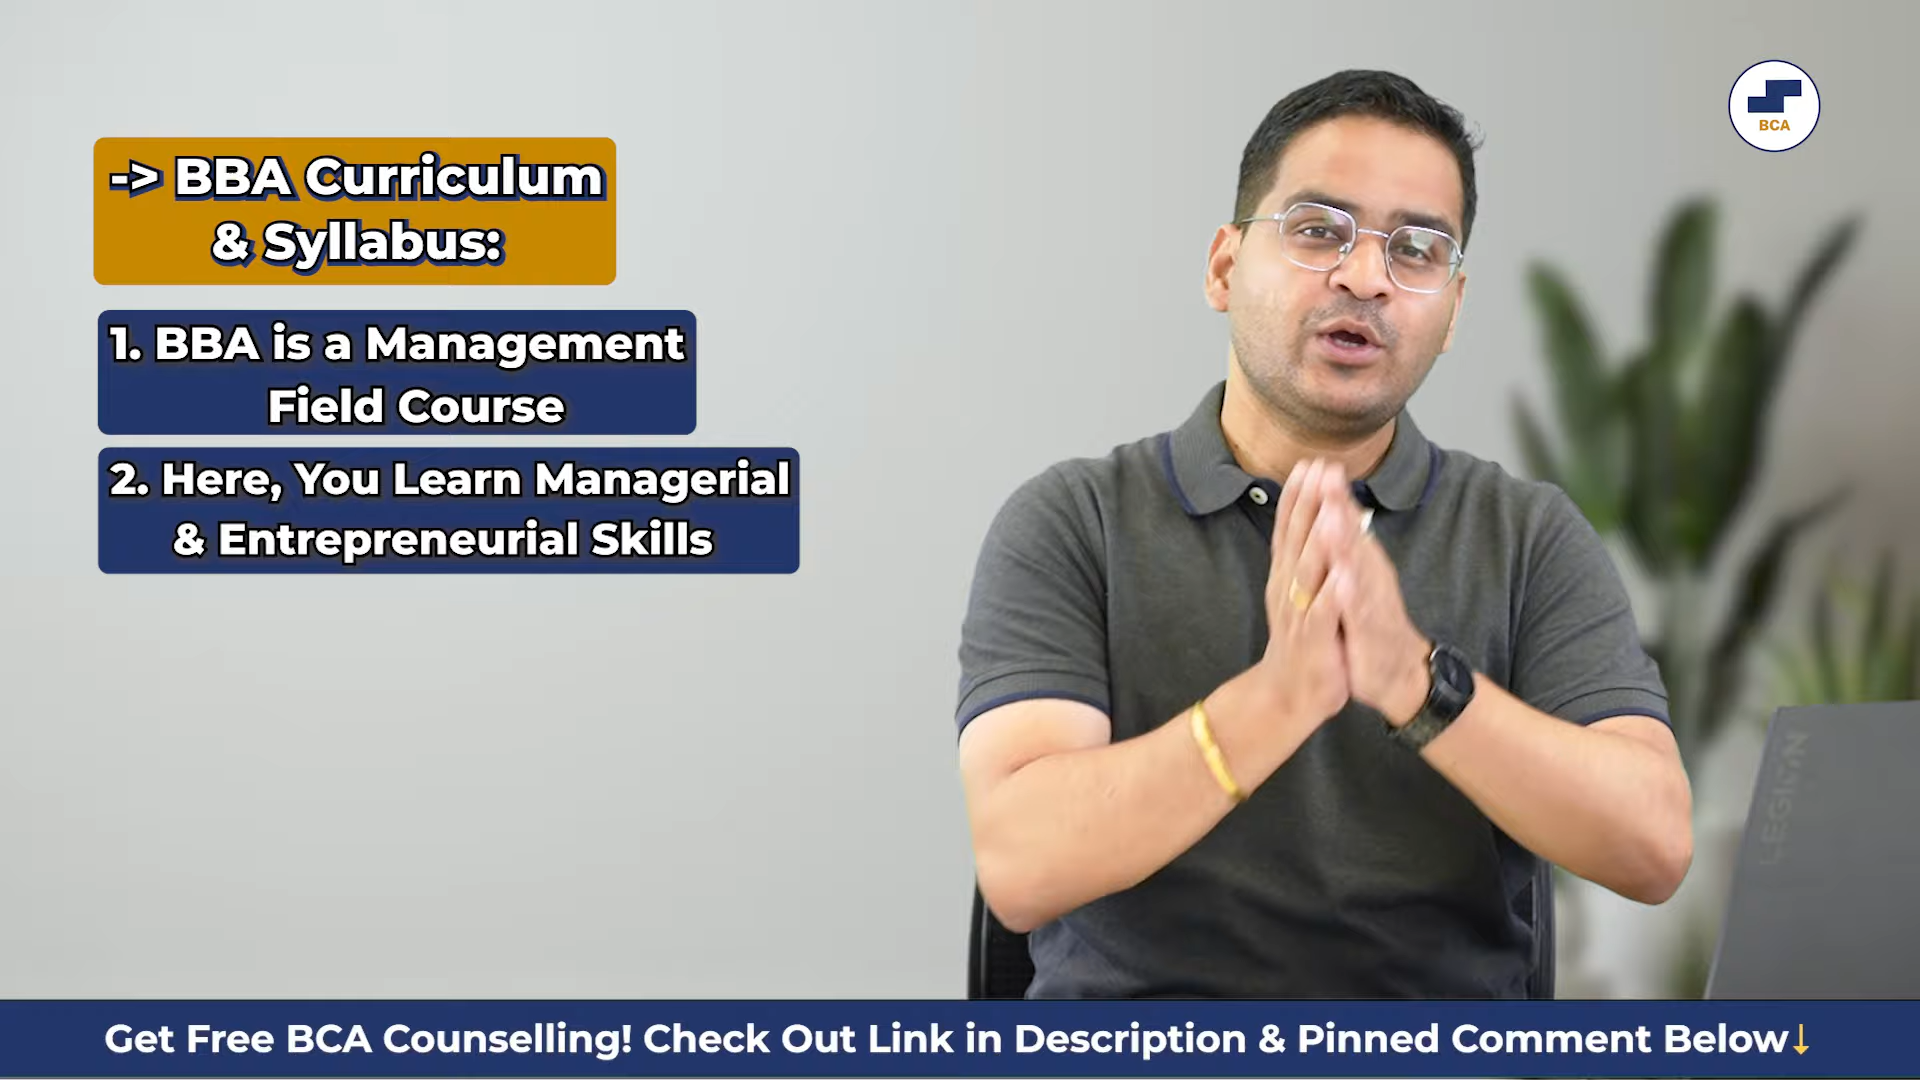 -> BBA Curriculum
& Syllabus:
1. BBA is a Management
Field Course
2. Here, You Learn Managerial
& Entrepreneurial Skills
BCA
LEGION
Get Free BCA Counselling! Check Out Link in Description & Pinned Comment Below↓